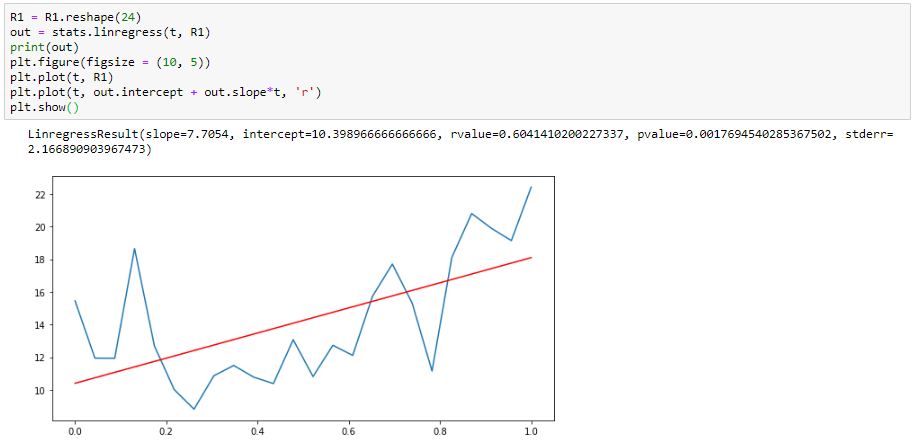 R1 = R1.reshape(24)
out = stats.linregress(t, R1)
print(out)
plt.figure(figsize = (10, 5))
plt.plot(t, R1)
plt.plot(t, out.intercept + out.slope*t, 'r')
plt.show()
LinregressResult(slope=7.7054, intercept=10.398966666666666, rvalue=0.6041410200227337, pvalue=0.0017694540285367502, stderr=
2.166890903967473)
22
20
18
16
14
12
10
0.0 0.2 0.4 0.6 0.8 1.0